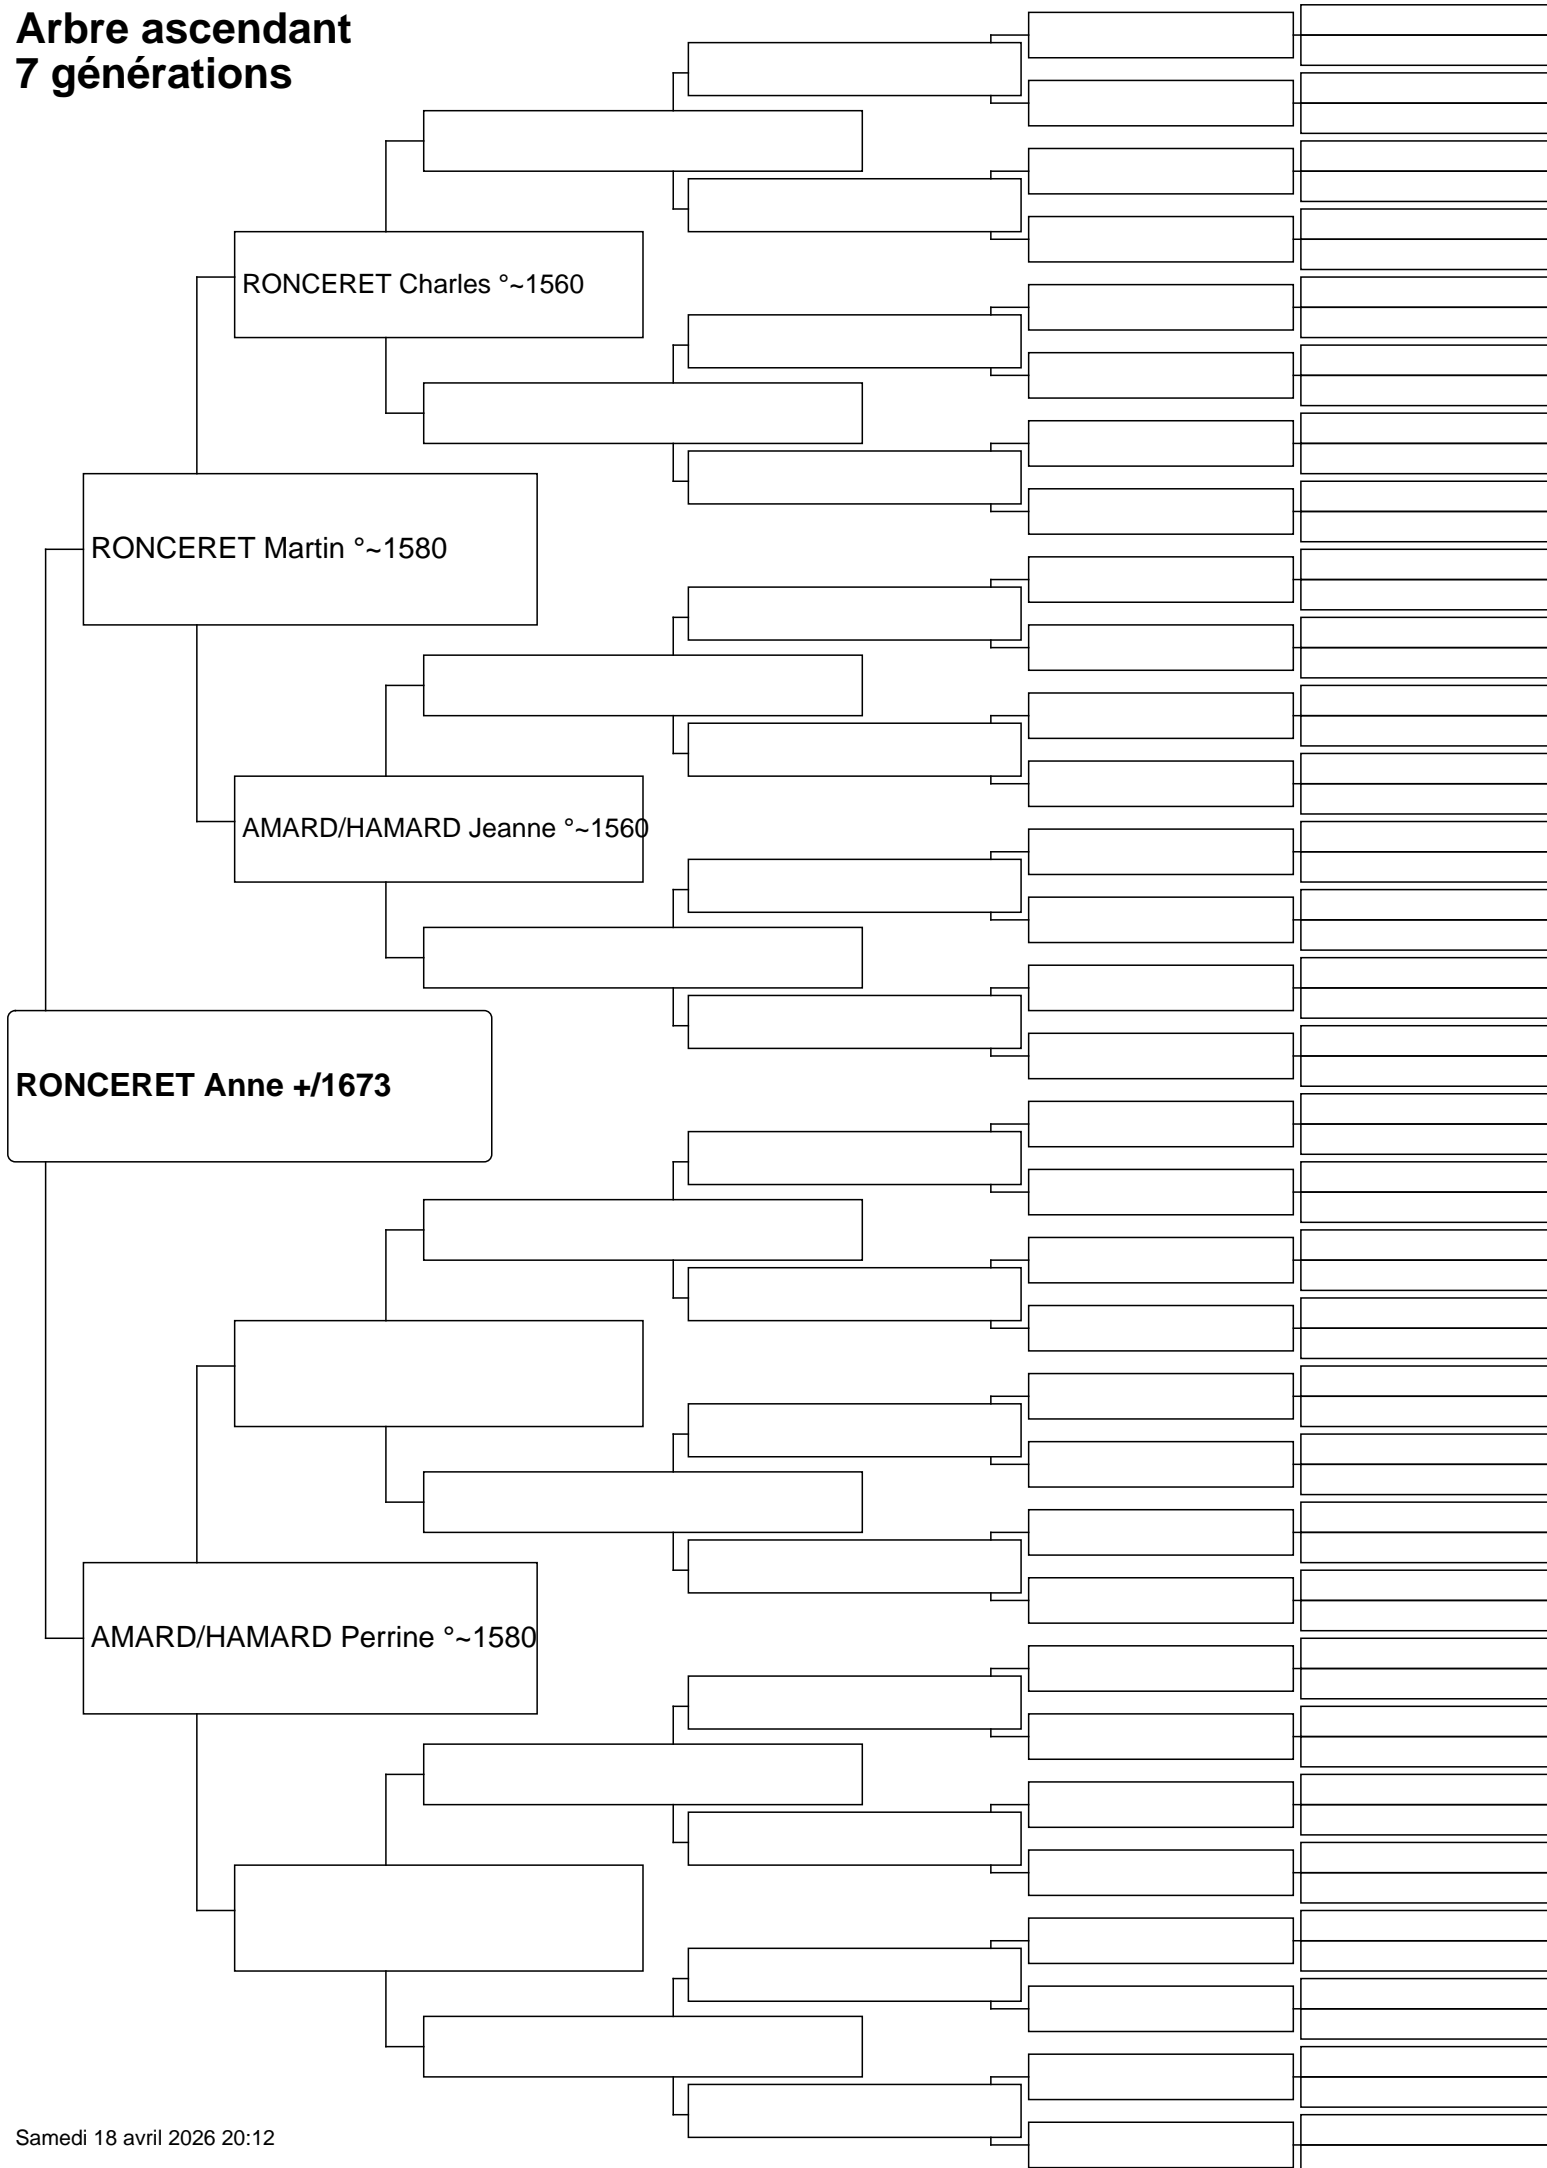 Arbre ascendant
7 générations
RONCERET Charles °~1560
RONCERET Martin °~1580
AMARD/HAMARD Jeanne °~1560
RONCERET Anne +/1673
AMARD/HAMARD Perrine °~1580
Samedi 18 avril 2026 20:12